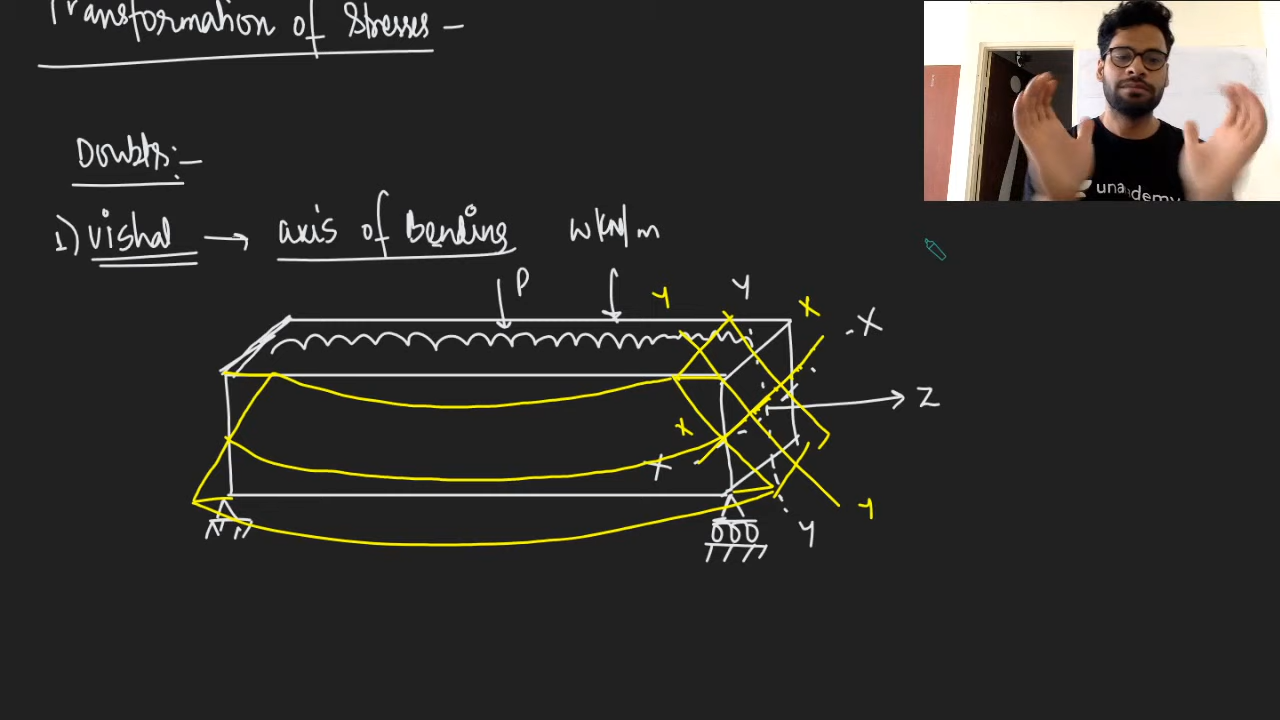 Transformation of Stresses -
Doubts:-
1) Vishal → axis of Bending w kN/m
P
Y Y X X
Z
X
X
Y
Y
unacademy